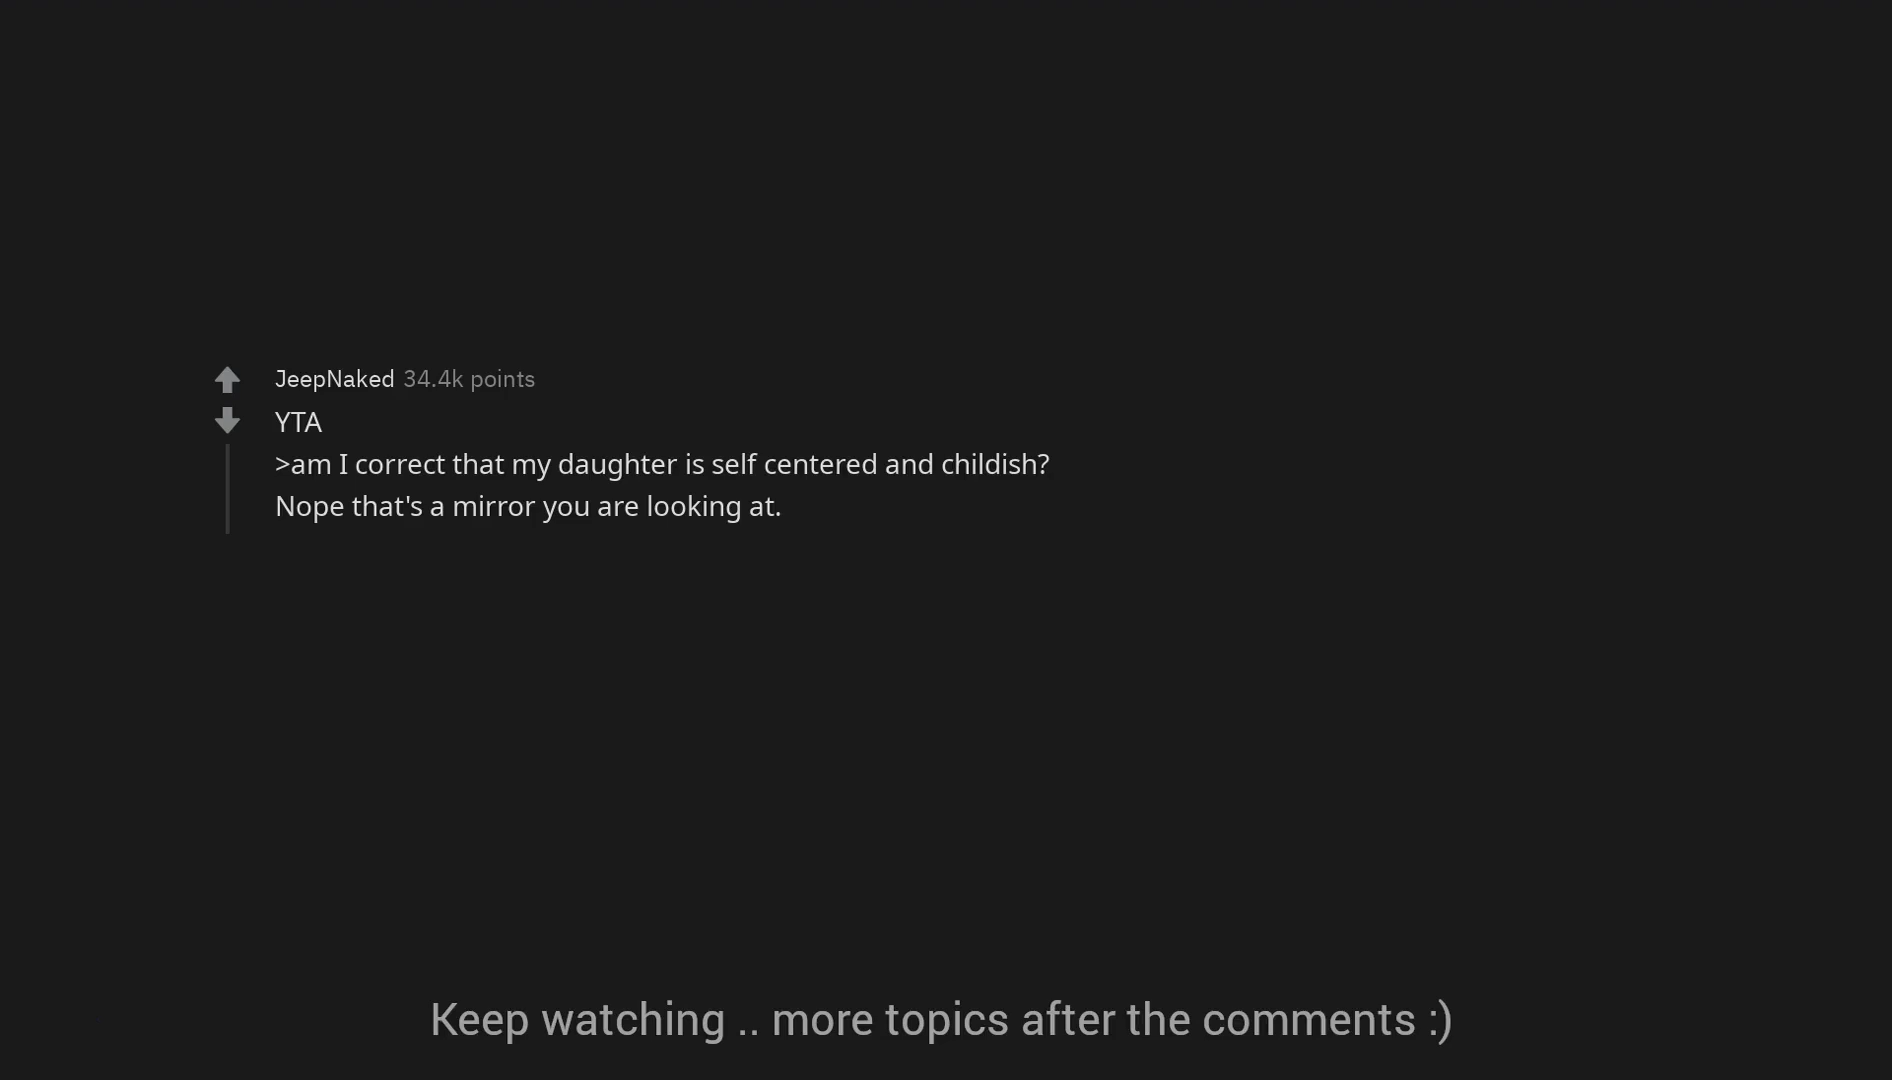 JeepNaked 34.4k points
YTA
>am I correct that my daughter is self centered and childish?
Nope that's a mirror you are looking at.
Keep watching .. more topics after the comments :)